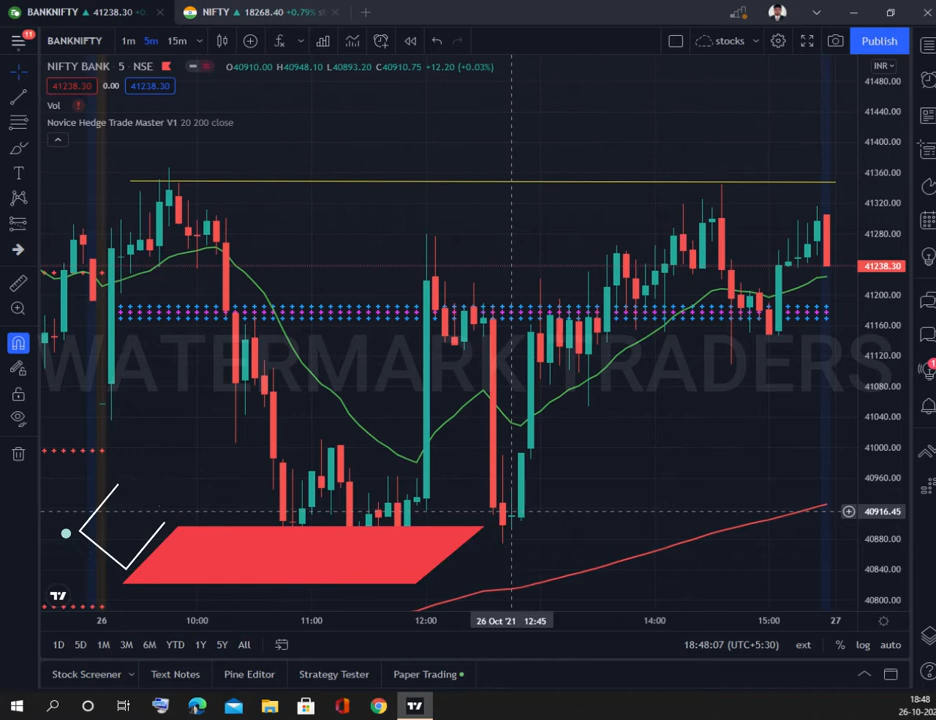 BANKNIFTY ▲ 41238.30 +0.
NIFTY ▲ 18268.40 +0.79%
BANKNIFTY 1m 5m 15m stocks Publish
NIFTY BANK · 5 · NSE O40910.00 H40948.10 L40893.20 C40910.75 +12.20 (+0.03%) INR
41238.30 0.00 41238.30
Vol
Novice Hedge Trade Master V1 20 200 close
11
41480.00
41440.00
41400.00
41360.00
41320.00
41280.00
41238.30
41200.00
41160.00
41120.00
41080.00
41040.00
41000.00
40960.00
40916.45
40880.00
40840.00
40800.00
WATERMARK TRADERS
26 10:00 11:00 12:00 26 Oct '21 12:45 14:00 15:00 27
1D 5D 1M 3M 6M YTD 1Y 5Y All 18:48:07 (UTC+5:30) ext % log auto
Stock Screener Text Notes Pine Editor Strategy Tester Paper Trading
18:48
26-10-202